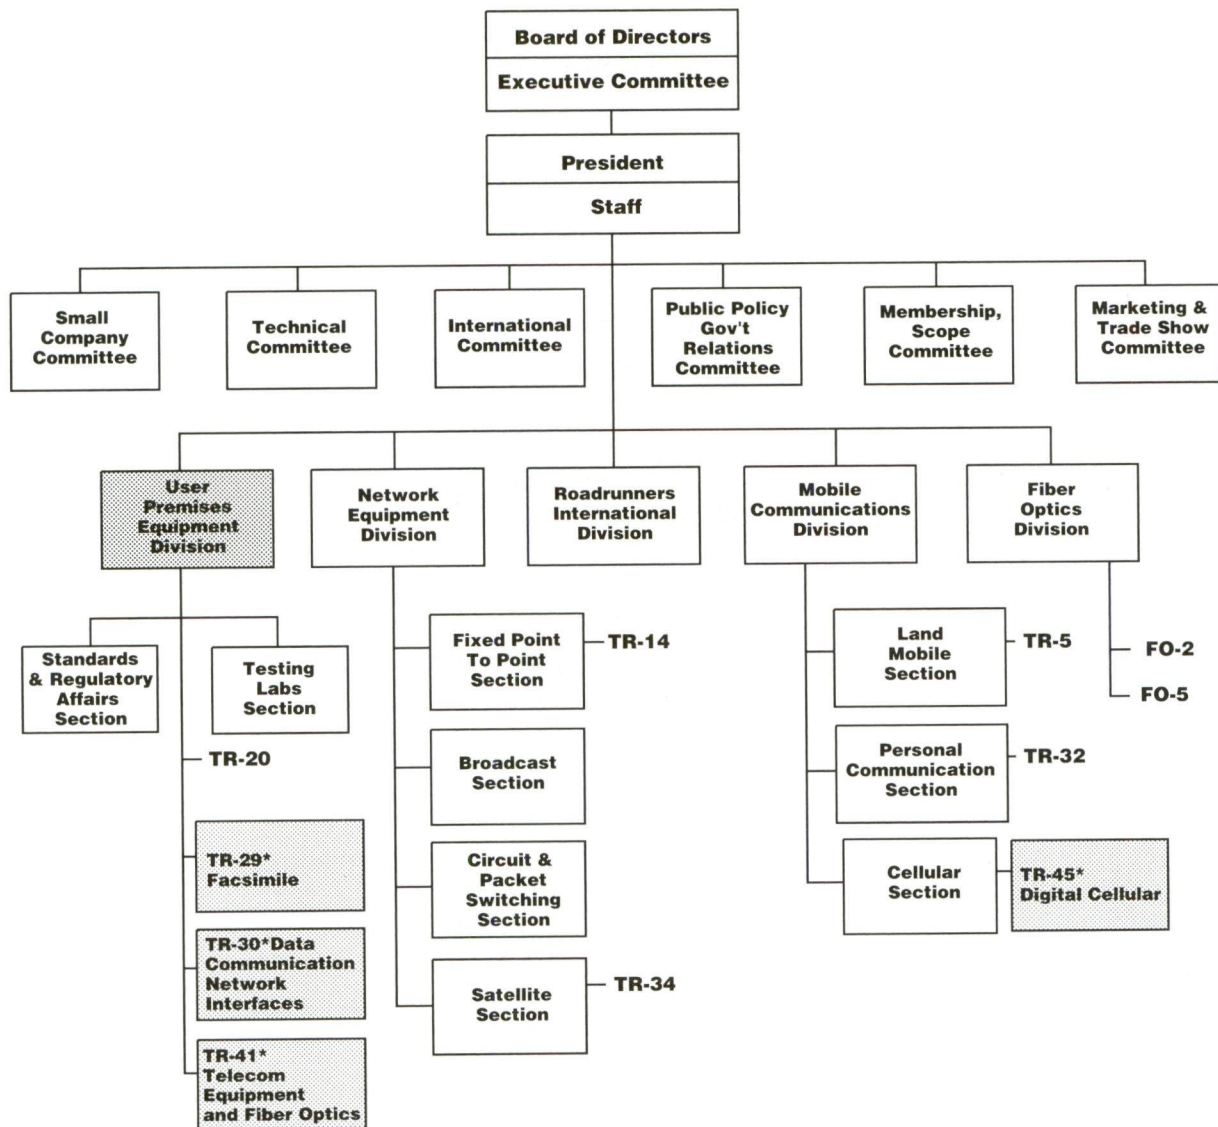 Board of Directors
Executive Committee
President
Staff
Small
Company
Committee
Technical
Committee
International
Committee
Public Policy
Gov't
Relations
Committee
Membership,
Scope
Committee
Marketing &
Trade Show
Committee
User
Premises
Equipment
Division
Network
Equipment
Division
Roadrunners
International
Division
Mobile
Communications
Division
Fiber
Optics
Division
Standards
& Regulatory
Affairs
Section
Testing
Labs
Section
TR-20
TR-29*
Facsimile
TR-30*Data
Communication
Network
Interfaces
TR-41*
Telecom
Equipment
and Fiber Optics
Fixed Point
To Point
Section
TR-14
Broadcast
Section
Circuit &
Packet
Switching
Section
Satellite
Section
TR-34
Land
Mobile
Section
TR-5
Personal
Communication
Section
TR-32
Cellular
Section
TR-45*
Digital Cellular
FO-2
FO-5